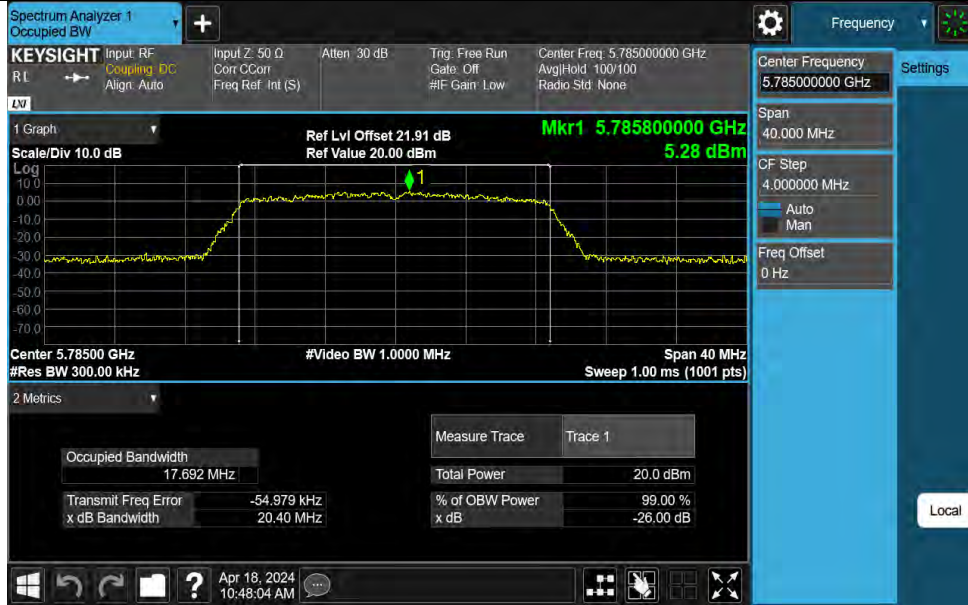 Spectrum Analyzer 1
Occupied BW
+
Frequency
KEYSIGHT
RL
LXI
Input: RF
Coupling: DC
Align: Auto
Input Z: 50 Ω
Corr CCorr
Freq Ref: Int (S)
Atten: 30 dB
Trig: Free Run
Gate: Off
#IF Gain: Low
Center Freq: 5.785000000 GHz
Avg|Hold: 100/100
Radio Std: None
Center Frequency
5.785000000 GHz
Settings
Span
40.000 MHz
CF Step
4.000000 MHz
Auto
Man
Freq Offset
0 Hz
Local
1 Graph
Scale/Div 10.0 dB
Ref Lvl Offset 21.91 dB
Ref Value 20.00 dBm
Mkr1 5.785800000 GHz
5.28 dBm
Log
1
10.0
0.00
-10.0
-20.0
-30.0
-40.0
-50.0
-60.0
-70.0
Center 5.78500 GHz
#Video BW 1.0000 MHz
Span 40 MHz
#Res BW 300.00 kHz
Sweep 1.00 ms (1001 pts)
2 Metrics
Measure Trace Trace 1
Occupied Bandwidth
17.692 MHz
Total Power 20.0 dBm
Transmit Freq Error -54.979 kHz
% of OBW Power 99.00 %
x dB Bandwidth 20.40 MHz
x dB -26.00 dB
?
Apr 18, 2024
10:48:04 AM